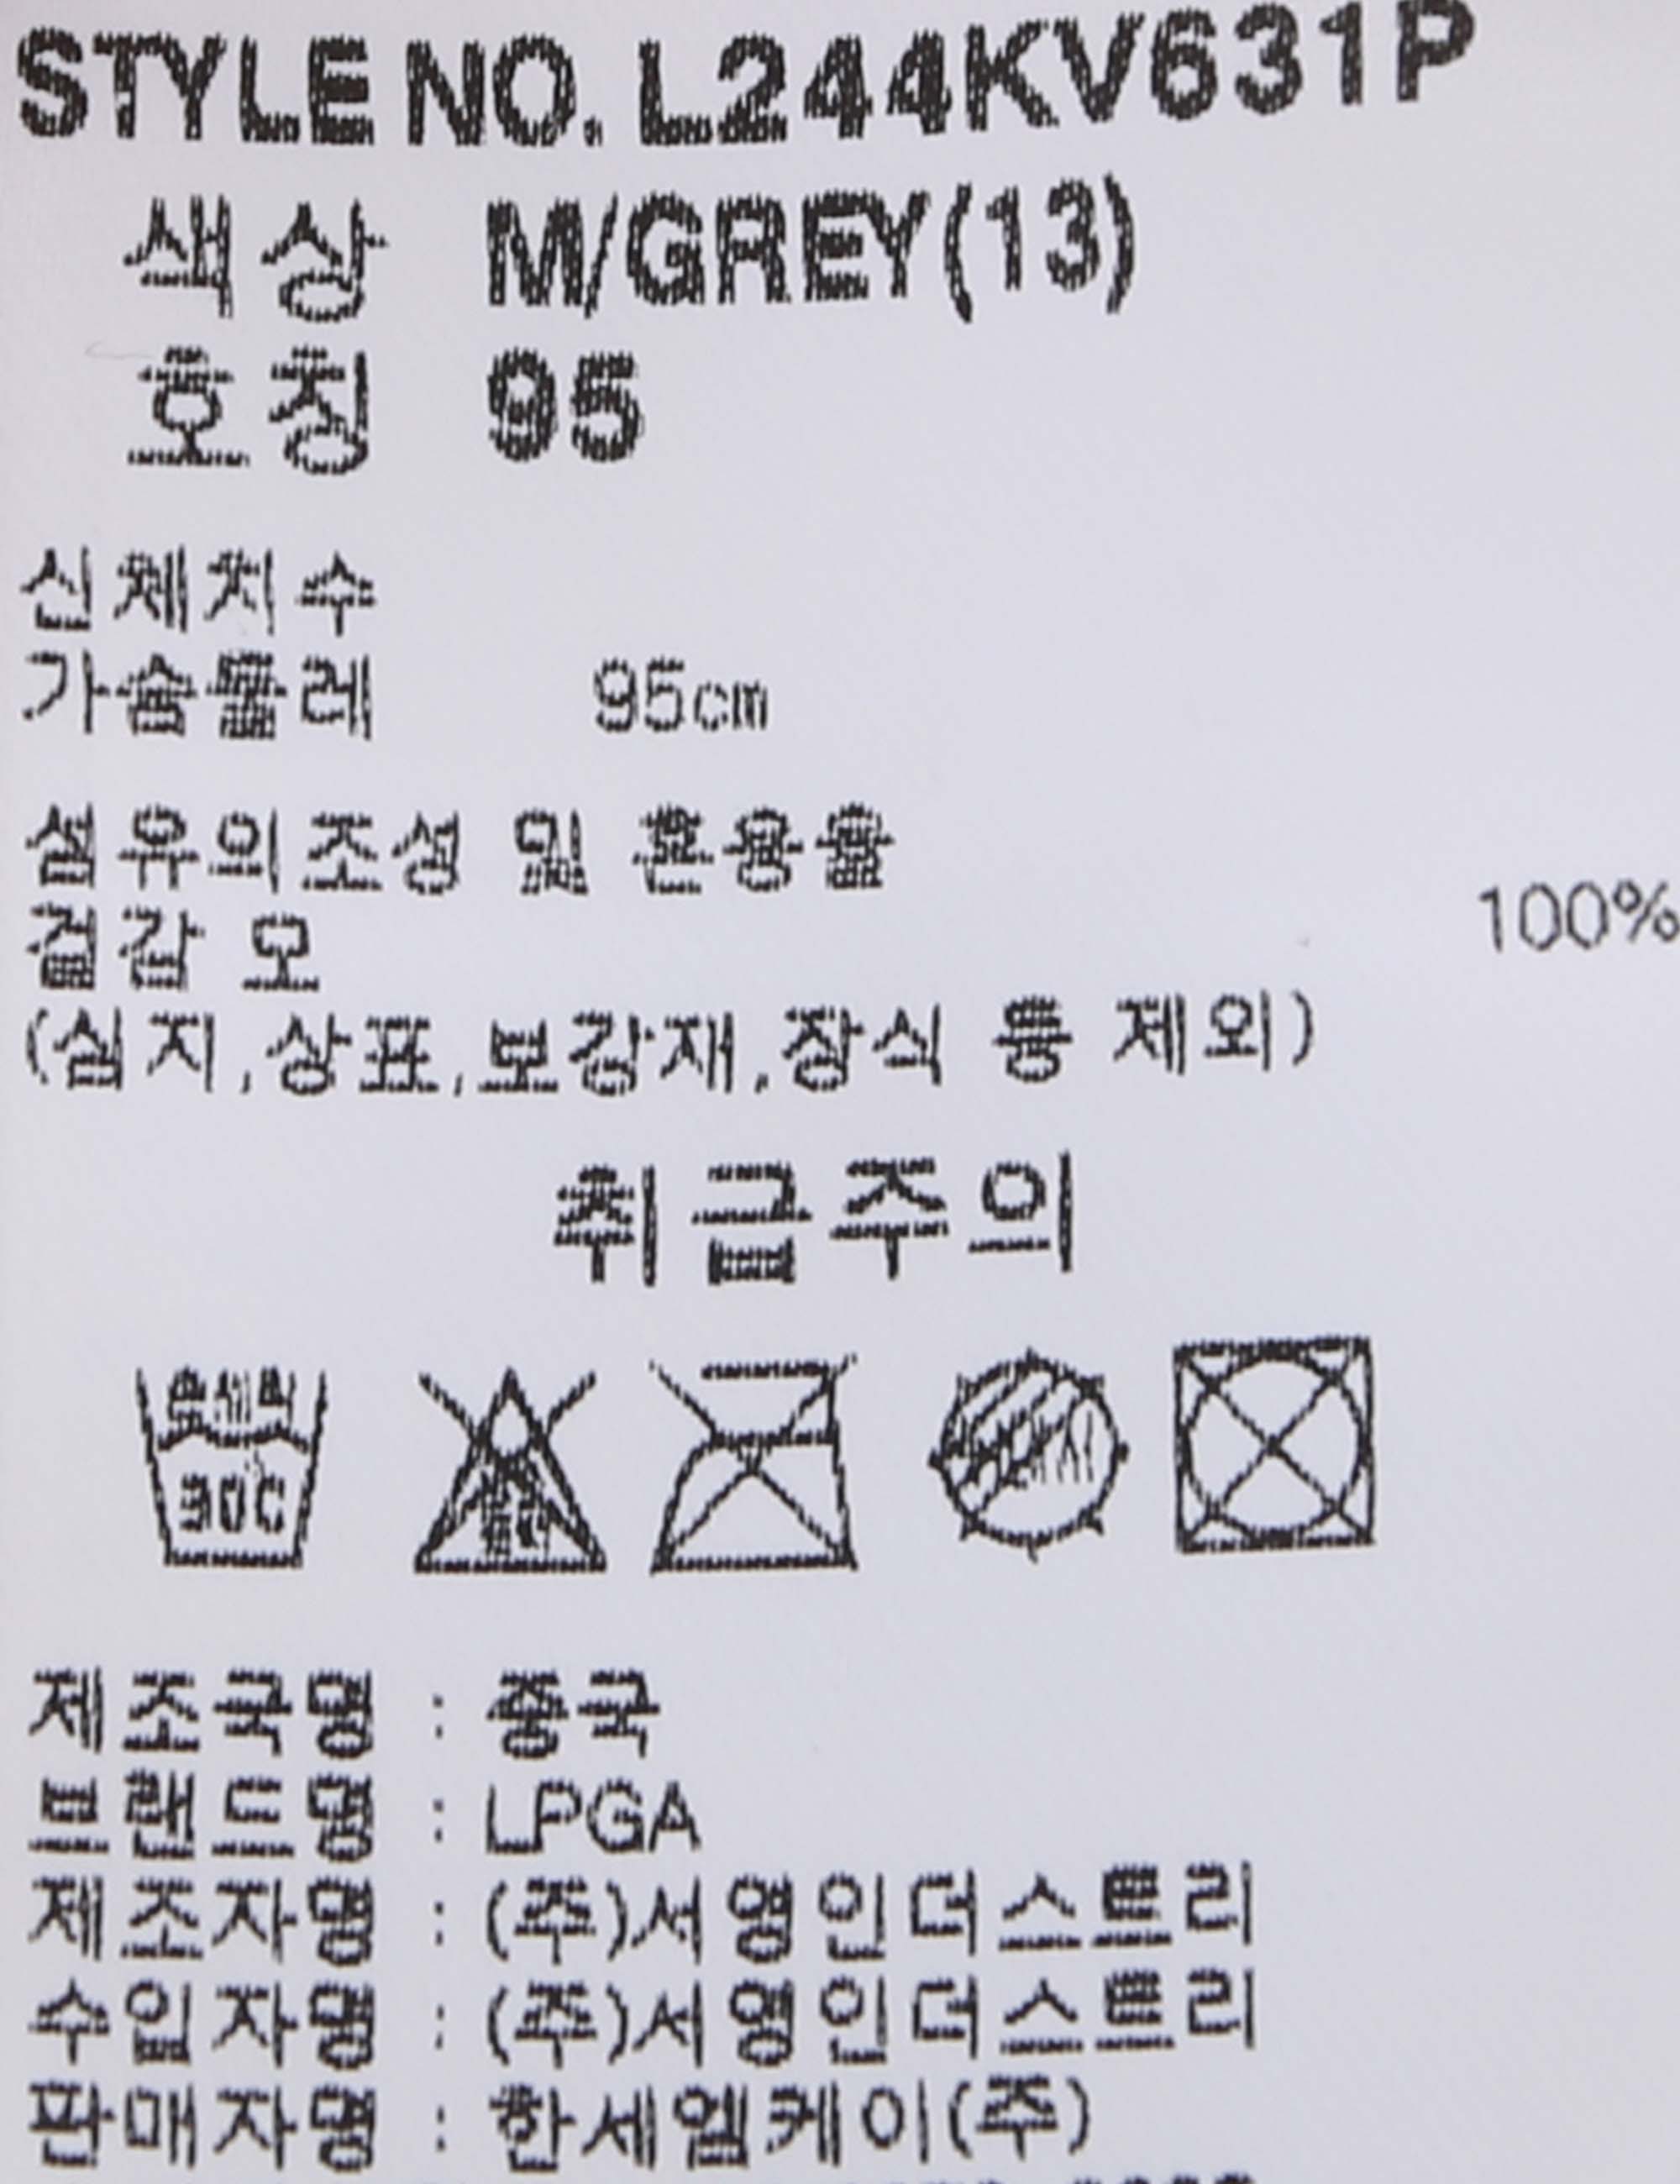 STYLE NO. L244KV631P
색상 M/GREY(13)
호칭 95
신체치수
가슴둘레 95cm
섬유의조성 및 혼용율
겉감 모 100%
(심지,상표,보강재,장식 등 제외)
취급주의
30C
제조국명 : 중국
브랜드명 : LPGA
제조자명 : (주)서영인더스트리
수입자명 : (주)서영인더스트리
판매자명 : 한세엠케이(주)